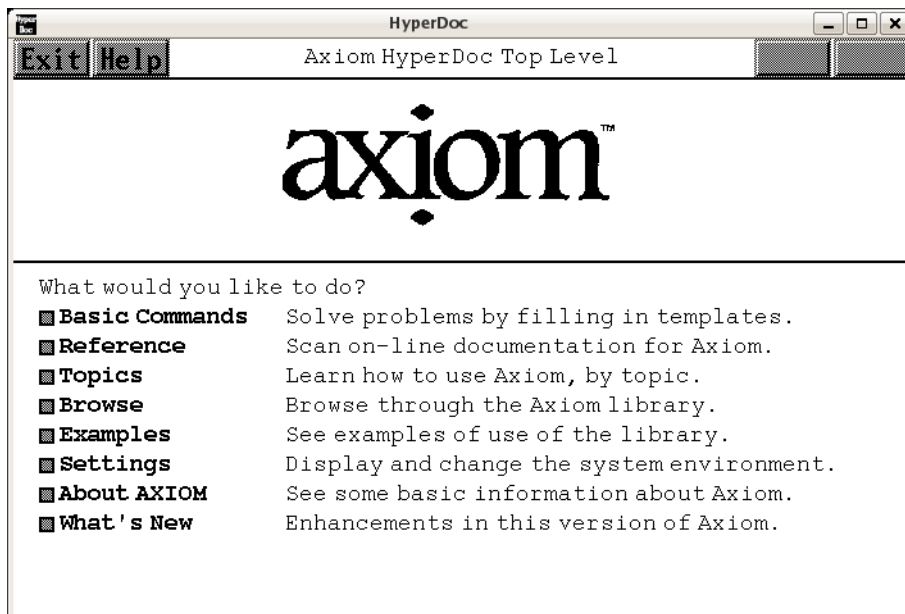 Hyper Doc
HyperDoc
Exit Help Axiom HyperDoc Top Level
axiom™
What would you like to do?
Basic Commands Solve problems by filling in templates.
Reference Scan on-line documentation for Axiom.
Topics Learn how to use Axiom, by topic.
Browse Browse through the Axiom library.
Examples See examples of use of the library.
Settings Display and change the system environment.
About AXIOM See some basic information about Axiom.
What's New Enhancements in this version of Axiom.